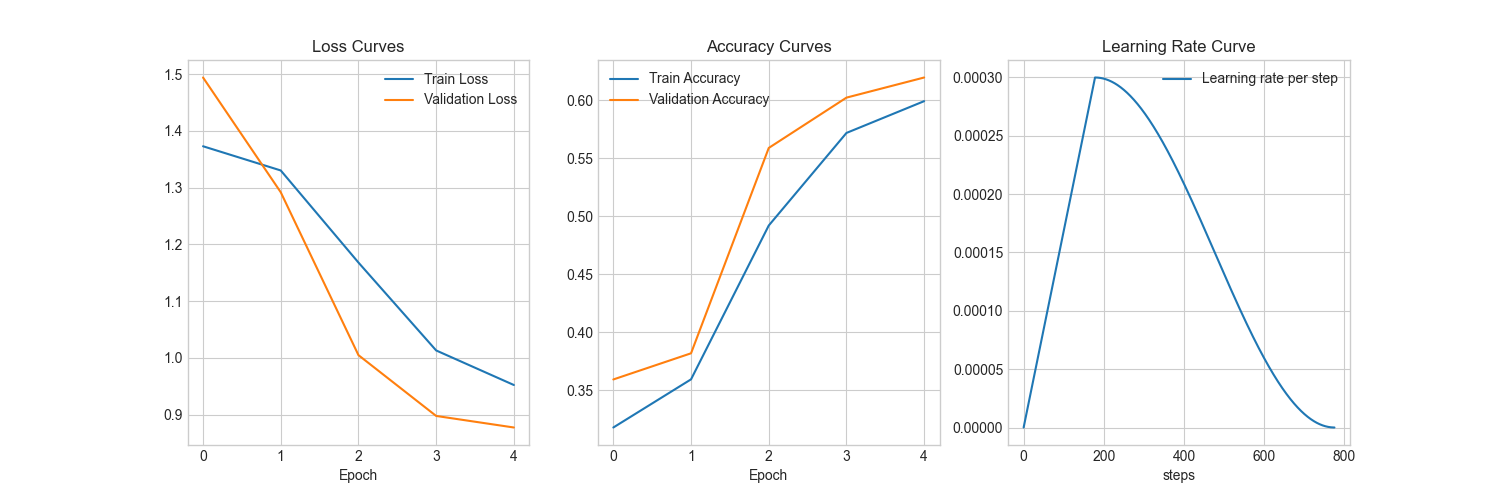 Loss Curves
Train Loss
Validation Loss
1.5
1.4
1.3
1.2
1.1
1.0
0.9
0 1 2 3 4
Epoch
Accuracy Curves
Train Accuracy
Validation Accuracy
0.60
0.55
0.50
0.45
0.40
0.35
0 1 2 3 4
Epoch
Learning Rate Curve
Learning rate per step
0.00030
0.00025
0.00020
0.00015
0.00010
0.00005
0.00000
0 200 400 600 800
steps